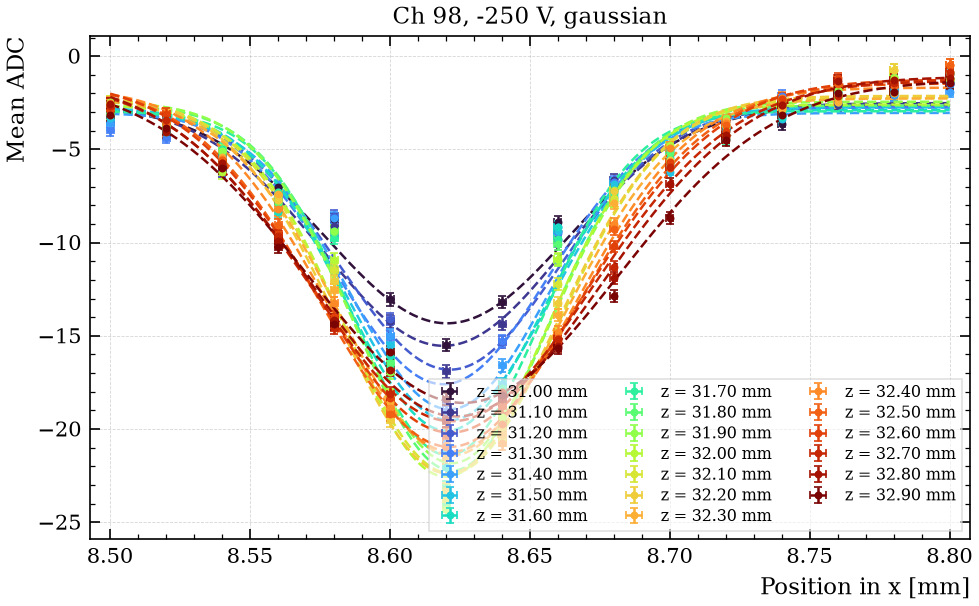 Ch 98, -250 V, gaussian
Mean ADC
0
−5
−10
−15
−20
−25
z = 31.00 mm
z = 31.10 mm
z = 31.20 mm
z = 31.30 mm
z = 31.40 mm
z = 31.50 mm
z = 31.60 mm
z = 31.70 mm
z = 31.80 mm
z = 31.90 mm
z = 32.00 mm
z = 32.10 mm
z = 32.20 mm
z = 32.30 mm
z = 32.40 mm
z = 32.50 mm
z = 32.60 mm
z = 32.70 mm
z = 32.80 mm
z = 32.90 mm
8.50 8.55 8.60 8.65 8.70 8.75 8.80
Position in x [mm]